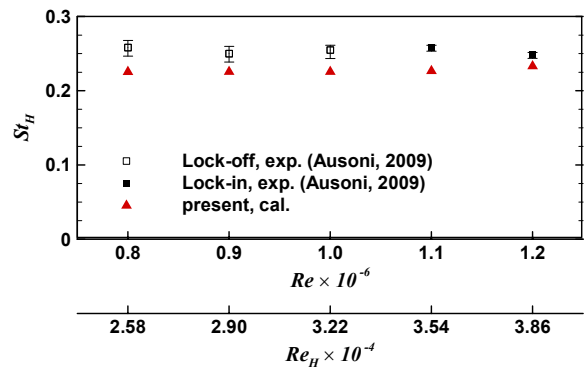 0.3
0.2
St_H
0.1
Lock-off, exp. (Ausoni, 2009)
Lock-in, exp. (Ausoni, 2009)
present, cal.
0
0.8 0.9 1.0 1.1 1.2
Re × 10^-6
2.58 2.90 3.22 3.54 3.86
Re_H × 10^-4